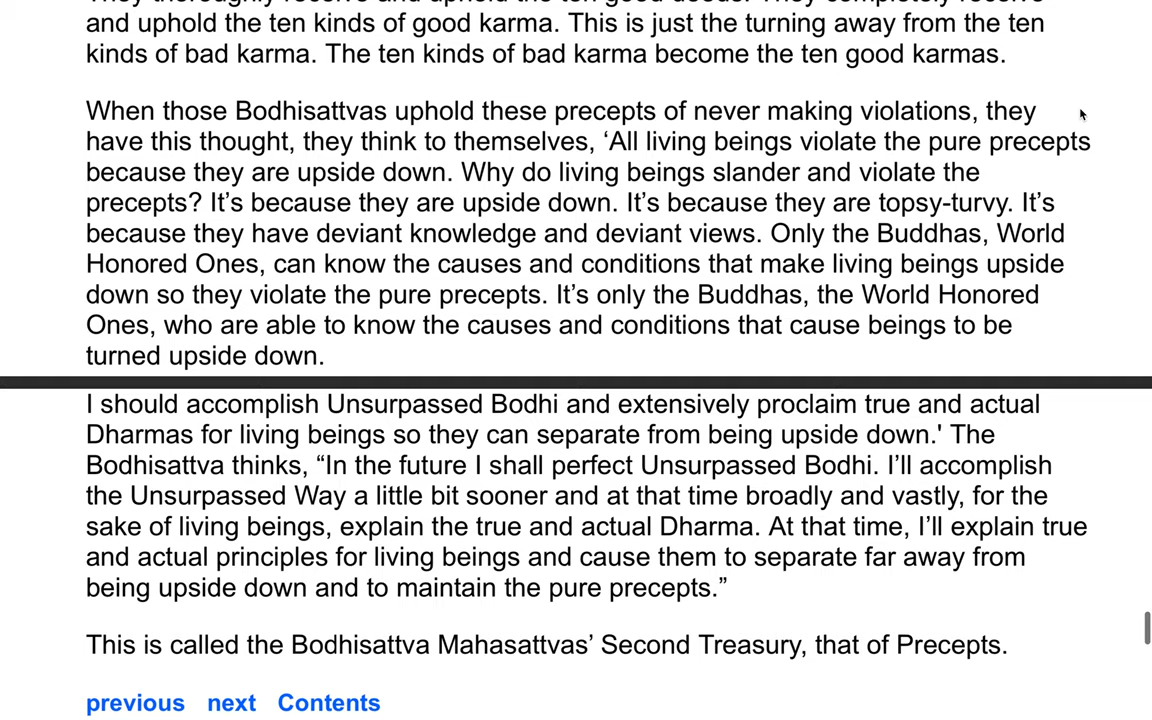 They thoroughly receive and uphold the ten good deeds. They completely receive
and uphold the ten kinds of good karma. This is just the turning away from the ten
kinds of bad karma. The ten kinds of bad karma become the ten good karmas.
When those Bodhisattvas uphold these precepts of never making violations, they
have this thought, they think to themselves, ‘All living beings violate the pure precepts
because they are upside down. Why do living beings slander and violate the
precepts? It’s because they are upside down. It’s because they are topsy-turvy. It’s
because they have deviant knowledge and deviant views. Only the Buddhas, World
Honored Ones, can know the causes and conditions that make living beings upside
down so they violate the pure precepts. It’s only the Buddhas, the World Honored
Ones, who are able to know the causes and conditions that cause beings to be
turned upside down.
I should accomplish Unsurpassed Bodhi and extensively proclaim true and actual
Dharmas for living beings so they can separate from being upside down.' The
Bodhisattva thinks, “In the future I shall perfect Unsurpassed Bodhi. I’ll accomplish
the Unsurpassed Way a little bit sooner and at that time broadly and vastly, for the
sake of living beings, explain the true and actual Dharma. At that time, I’ll explain true
and actual principles for living beings and cause them to separate far away from
being upside down and to maintain the pure precepts.”
This is called the Bodhisattva Mahasattvas’ Second Treasury, that of Precepts.
previous next Contents